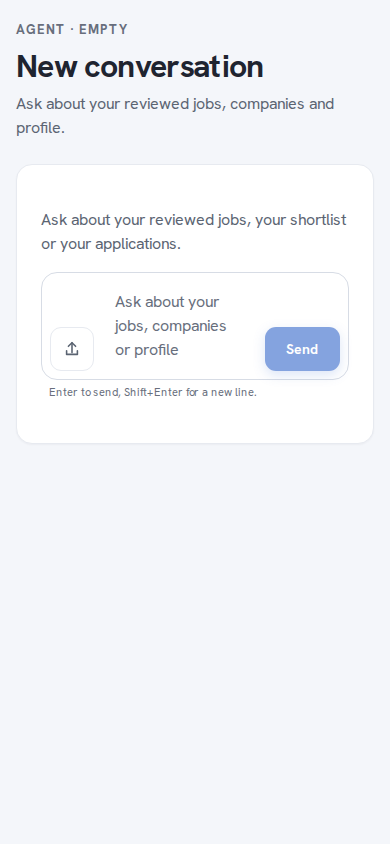 AGENT · EMPTY
New conversation
Ask about your reviewed jobs, companies and
profile.
Ask about your reviewed jobs, your shortlist
or your applications.
Ask about your
jobs, companies
or profile
Send
Enter to send, Shift+Enter for a new line.